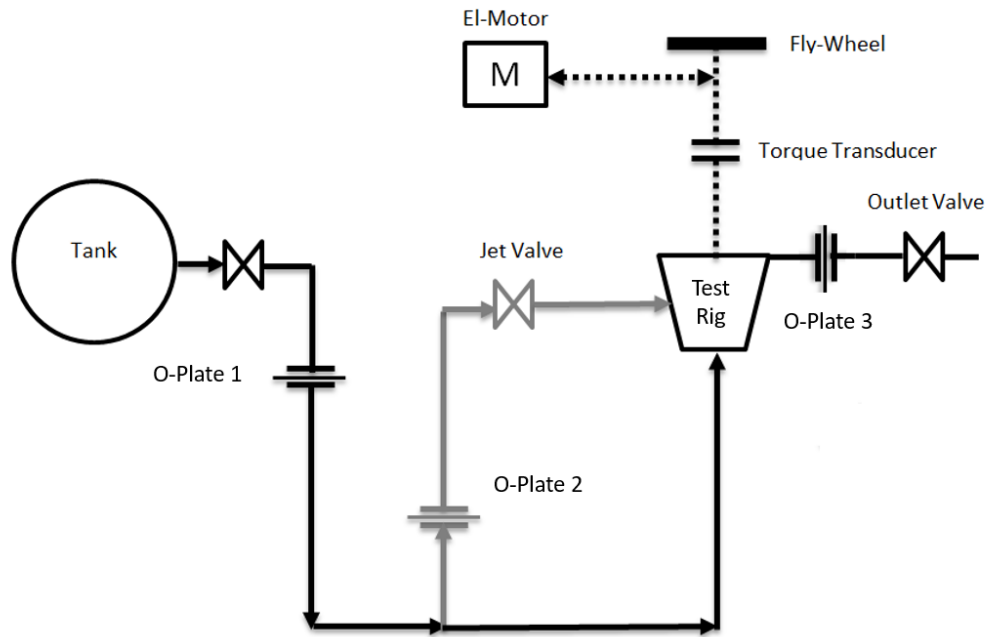 El-Motor
M
Fly-Wheel
Torque Transducer
Outlet Valve
Tank
Jet Valve
Test
Rig
O-Plate 3
O-Plate 1
O-Plate 2